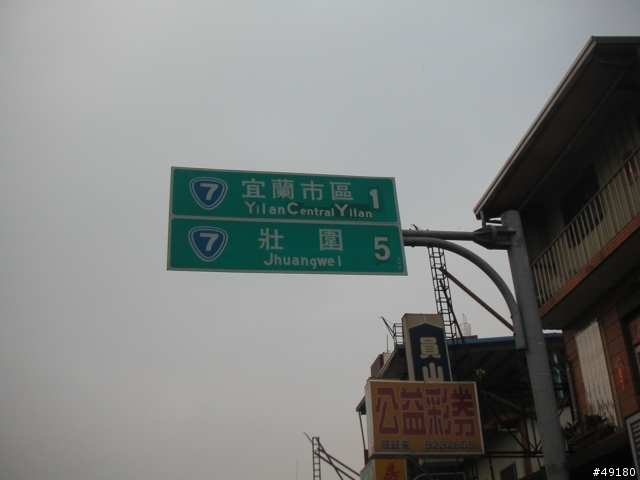 7 宜蘭市區 1
Yilan Central Yilan
7 壯圍 5
Jhuangwei
員山
公益彩券
9232605
#49180